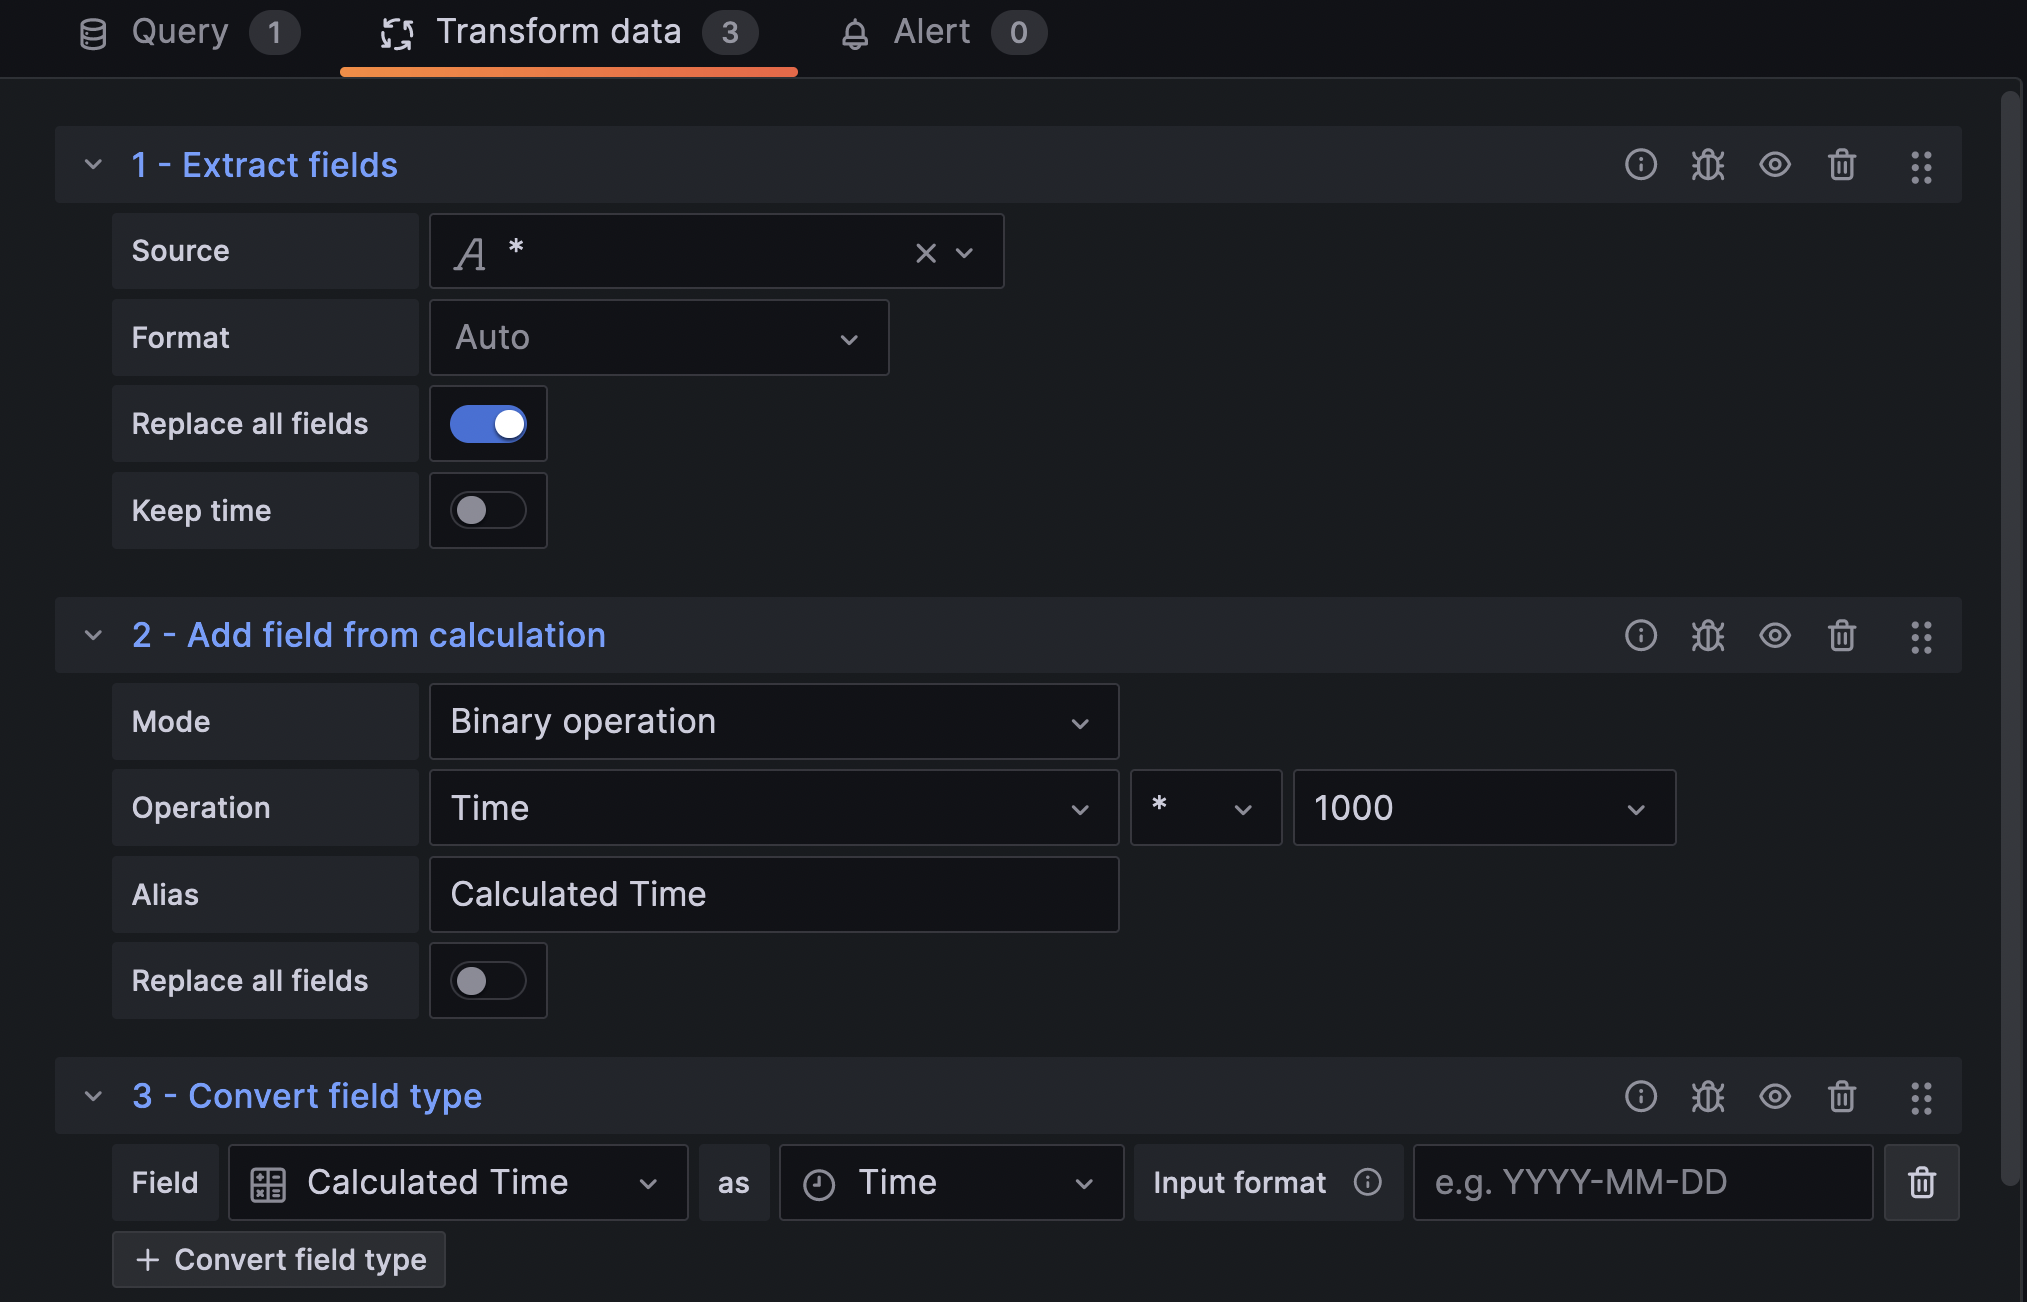 Query 1 Transform data 3 Alert 0
1 - Extract fields
Source *
Format Auto
Replace all fields
Keep time
2 - Add field from calculation
Mode Binary operation
Operation Time * 1000
Alias Calculated Time
Replace all fields
3 - Convert field type
Field Calculated Time as Time Input format e.g. YYYY-MM-DD
+ Convert field type